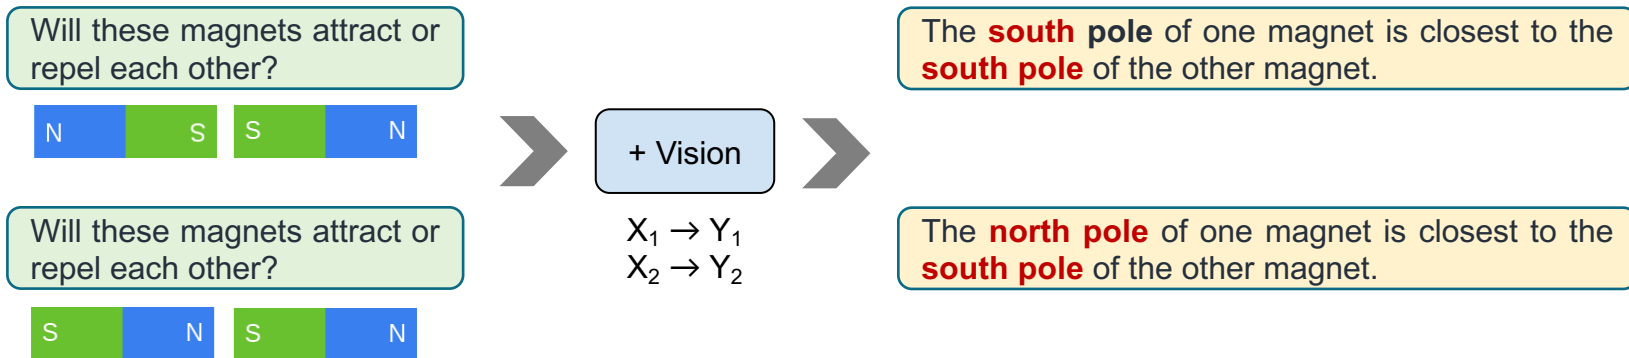 Will these magnets attract or
repel each other?
N S S N
+ Vision
X₁ → Y₁
X₂ → Y₂
The south pole of one magnet is closest to the
south pole of the other magnet.
Will these magnets attract or
repel each other?
S N S N
The north pole of one magnet is closest to the
south pole of the other magnet.